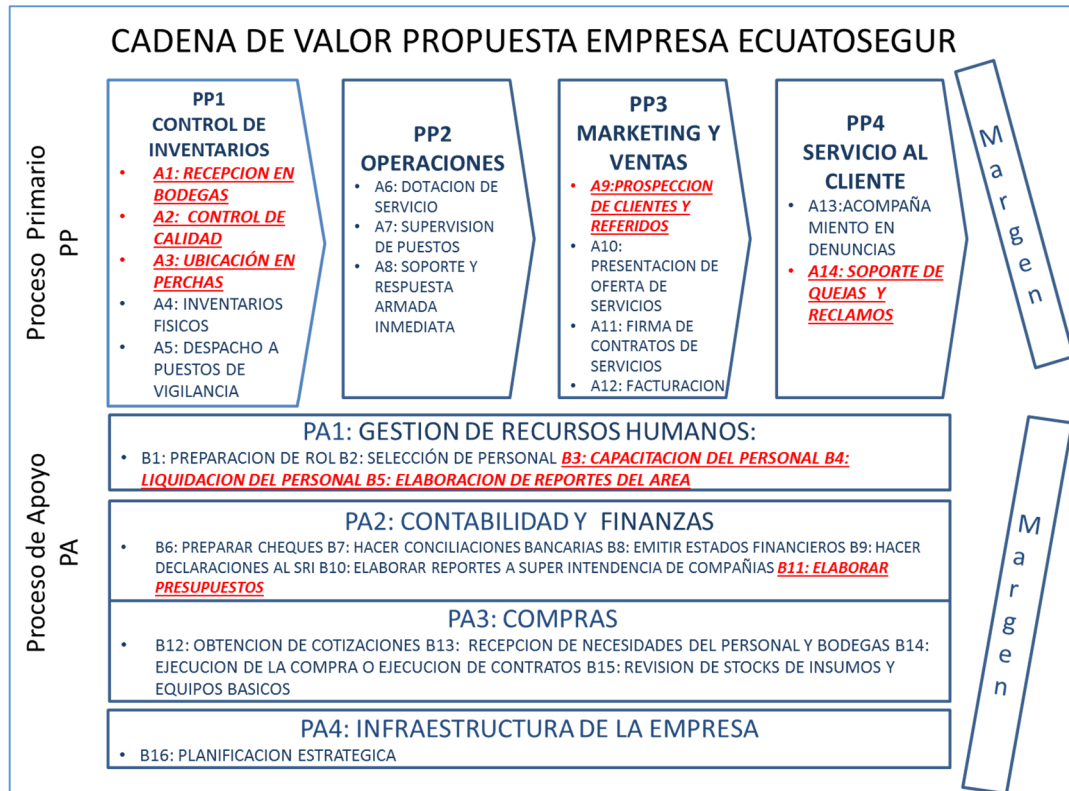 CADENA DE VALOR PROPUESTA EMPRESA ECUATOSEGUR
Proceso Primario
PP
PP1
CONTROL DE
INVENTARIOS
• A1: RECEPCION EN
BODEGAS
• A2: CONTROL DE
CALIDAD
• A3: UBICACIÓN EN
PERCHAS
• A4: INVENTARIOS
FISICOS
• A5: DESPACHO A
PUESTOS DE
VIGILANCIA
PP2
OPERACIONES
• A6: DOTACION DE
SERVICIO
• A7: SUPERVISION
DE PUESTOS
• A8: SOPORTE Y
RESPUESTA
ARMADA
INMEDIATA
PP3
MARKETING Y
VENTAS
• A9:PROSPECCION
DE CLIENTES Y
REFERIDOS
• A10:
PRESENTACION DE
OFERTA DE
SERVICIOS
• A11: FIRMA DE
CONTRATOS DE
SERVICIOS
• A12: FACTURACION
PP4
SERVICIO AL
CLIENTE
• A13:ACOMPAÑA
MIENTO EN
DENUNCIAS
• A14: SOPORTE DE
QUEJAS Y
RECLAMOS
Margen
Proceso de Apoyo
PA
PA1: GESTION DE RECURSOS HUMANOS:
• B1: PREPARACION DE ROL B2: SELECCIÓN DE PERSONAL B3: CAPACITACION DEL PERSONAL B4:
LIQUIDACION DEL PERSONAL B5: ELABORACION DE REPORTES DEL AREA
PA2: CONTABILIDAD Y FINANZAS
• B6: PREPARAR CHEQUES B7: HACER CONCILIACIONES BANCARIAS B8: EMITIR ESTADOS FINANCIEROS B9: HACER
DECLARACIONES AL SRI B10: ELABORAR REPORTES A SUPER INTENDENCIA DE COMPAÑIAS B11: ELABORAR
PRESUPUESTOS
PA3: COMPRAS
• B12: OBTENCION DE COTIZACIONES B13: RECEPCION DE NECESIDADES DEL PERSONAL Y BODEGAS B14:
EJECUCION DE LA COMPRA O EJECUCION DE CONTRATOS B15: REVISION DE STOCKS DE INSUMOS Y
EQUIPOS BASICOS
PA4: INFRAESTRUCTURA DE LA EMPRESA
• B16: PLANIFICACION ESTRATEGICA
Margen